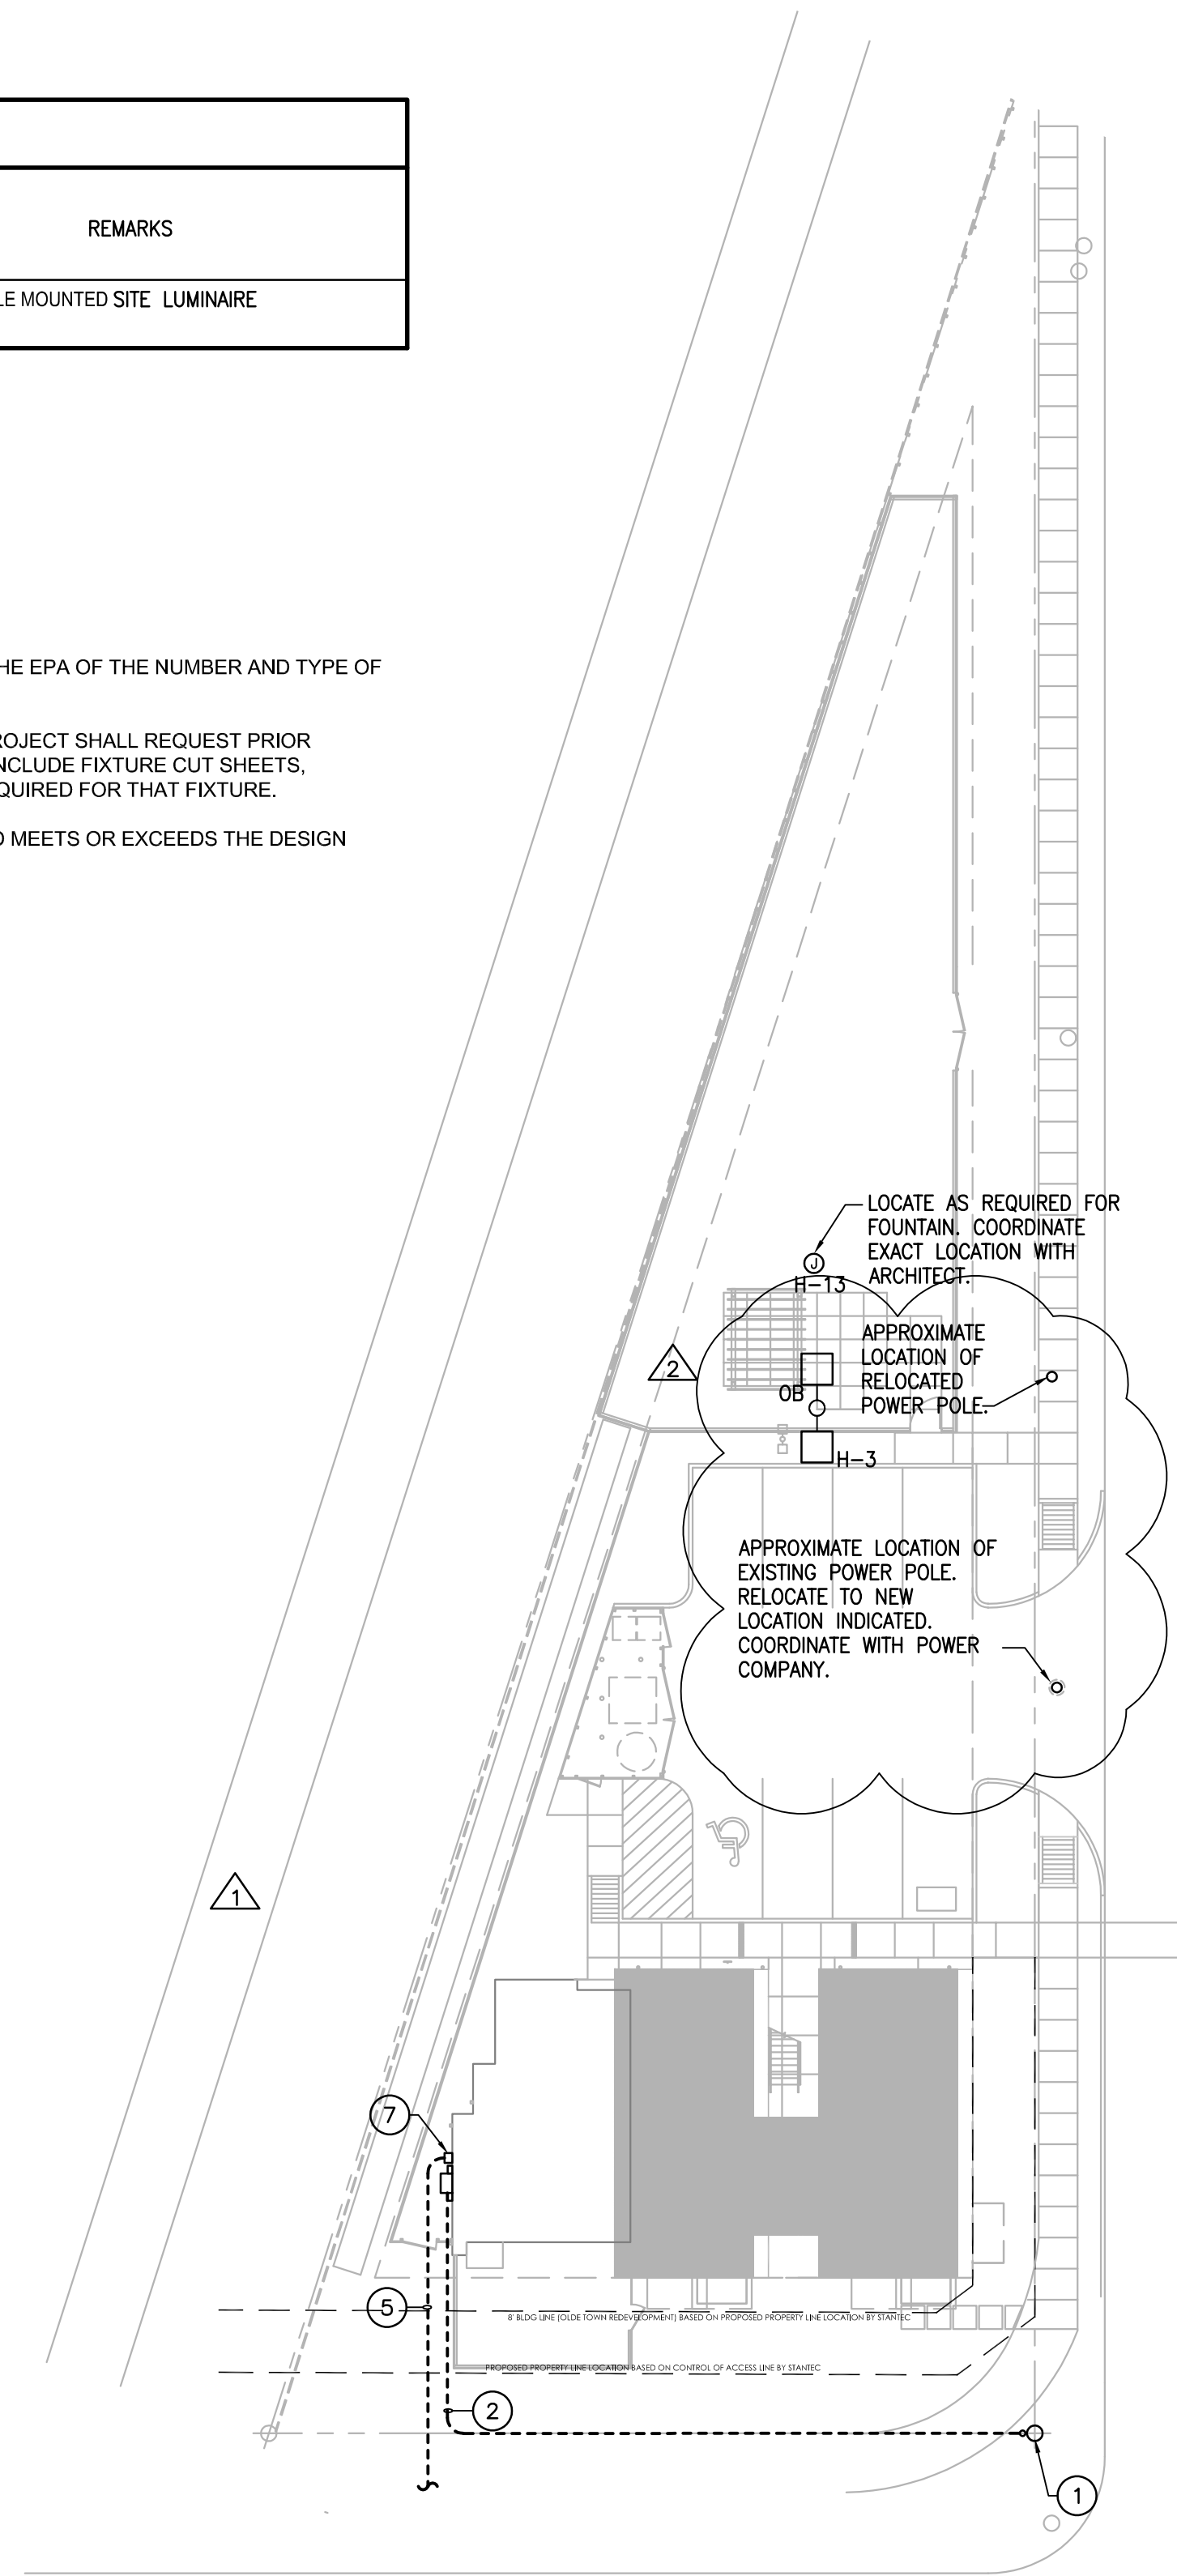 REMARKS
LE MOUNTED SITE LUMINAIRE
HE EPA OF THE NUMBER AND TYPE OF
ROJECT SHALL REQUEST PRIOR
NCLUDE FIXTURE CUT SHEETS,
QUIRED FOR THAT FIXTURE.
D MEETS OR EXCEEDS THE DESIGN
LOCATE AS REQUIRED FOR
FOUNTAIN. COORDINATE
EXACT LOCATION WITH
ARCHITECT.
J
H-13
APPROXIMATE
LOCATION OF
RELOCATED
POWER POLE.
2
OB
H-3
APPROXIMATE LOCATION OF
EXISTING POWER POLE.
RELOCATE TO NEW
LOCATION INDICATED.
COORDINATE WITH POWER
COMPANY.
1
7
5
8' BLDG LINE (OLDE TOWN REDEVELOPMENT) BASED ON PROPOSED PROPERTY LINE LOCATION BY STANTEC
PROPOSED PROPERTY LINE LOCATION BASED ON CONTROL OF ACCESS LINE BY STANTEC
2
1